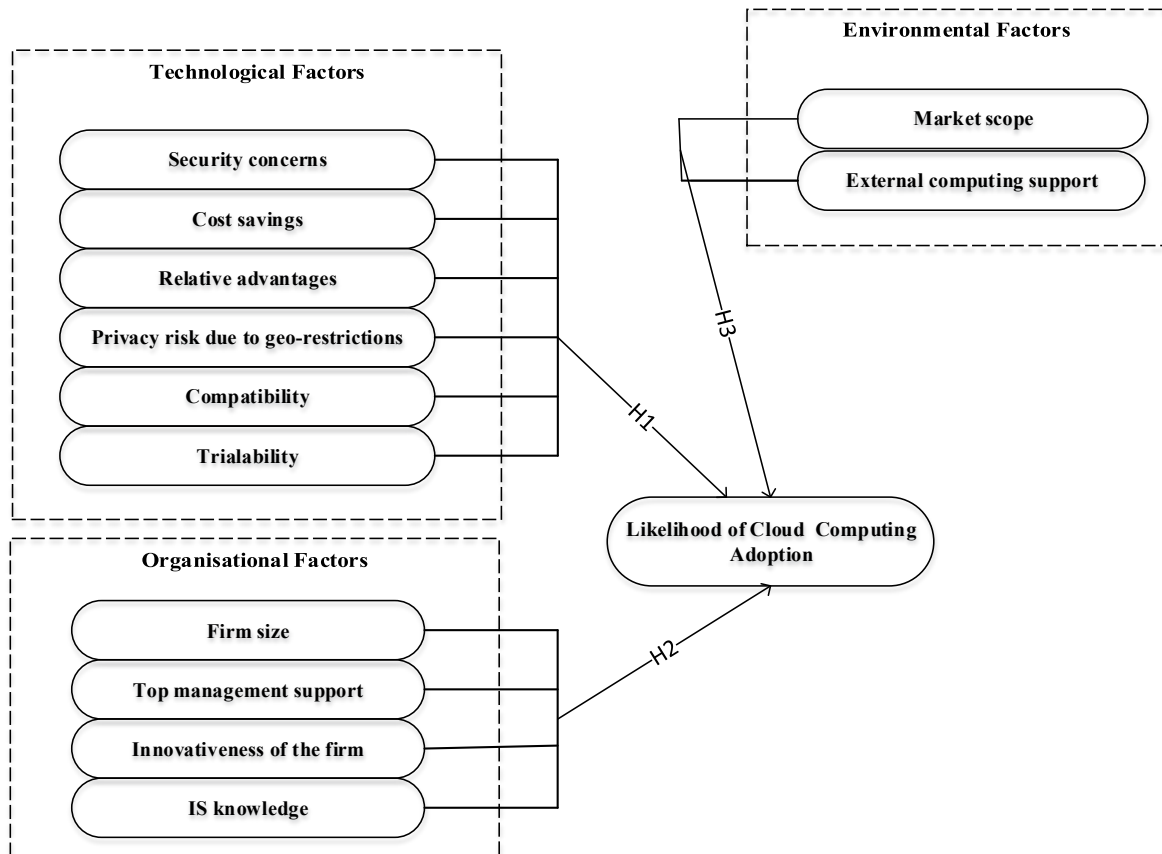 Technological Factors
Security concerns
Cost savings
Relative advantages
Privacy risk due to geo-restrictions
Compatibility
Trialability
Environmental Factors
Market scope
External computing support
H3
H1
Likelihood of Cloud Computing
Adoption
Organisational Factors
Firm size
Top management support
Innovativeness of the firm
IS knowledge
H2